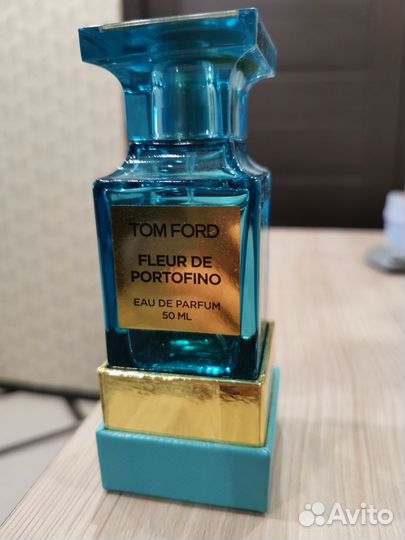 TOM FORD
FLEUR DE
PORTOFINO
EAU DE PARFUM
50 ML
Avito